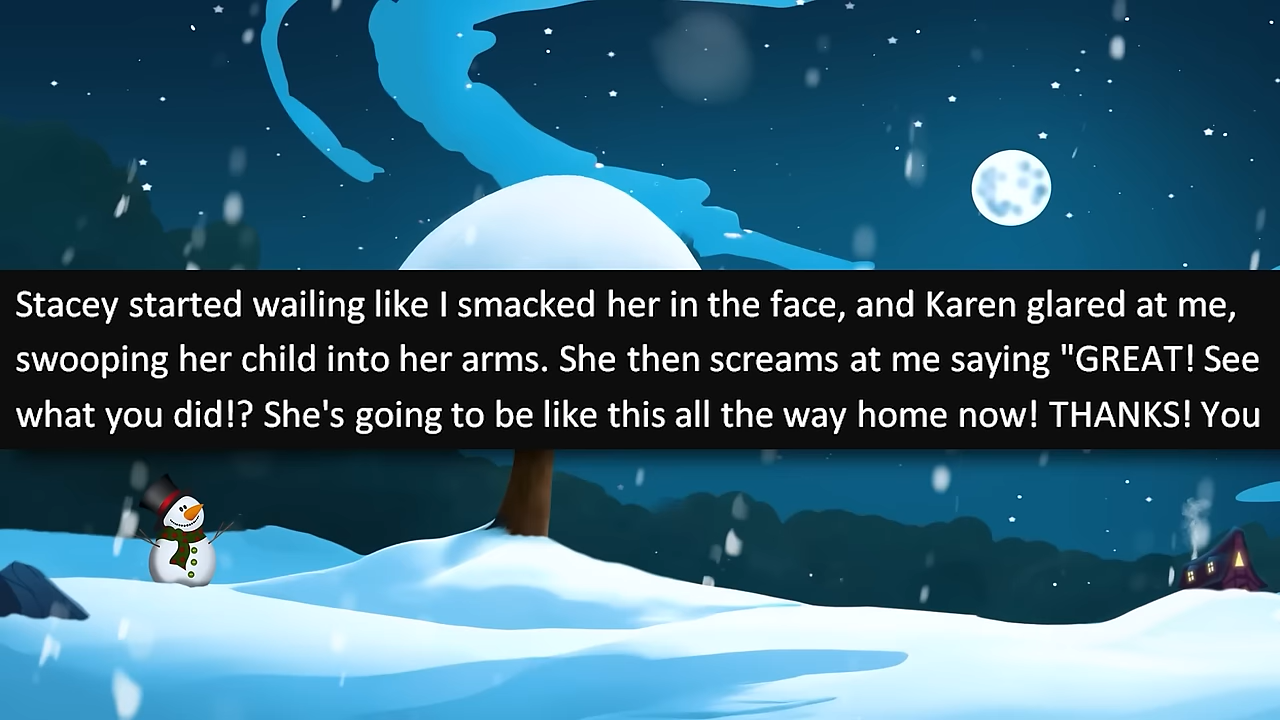 Stacey started wailing like I smacked her in the face, and Karen glared at me,
swooping her child into her arms. She then screams at me saying "GREAT! See
what you did!? She's going to be like this all the way home now! THANKS! You